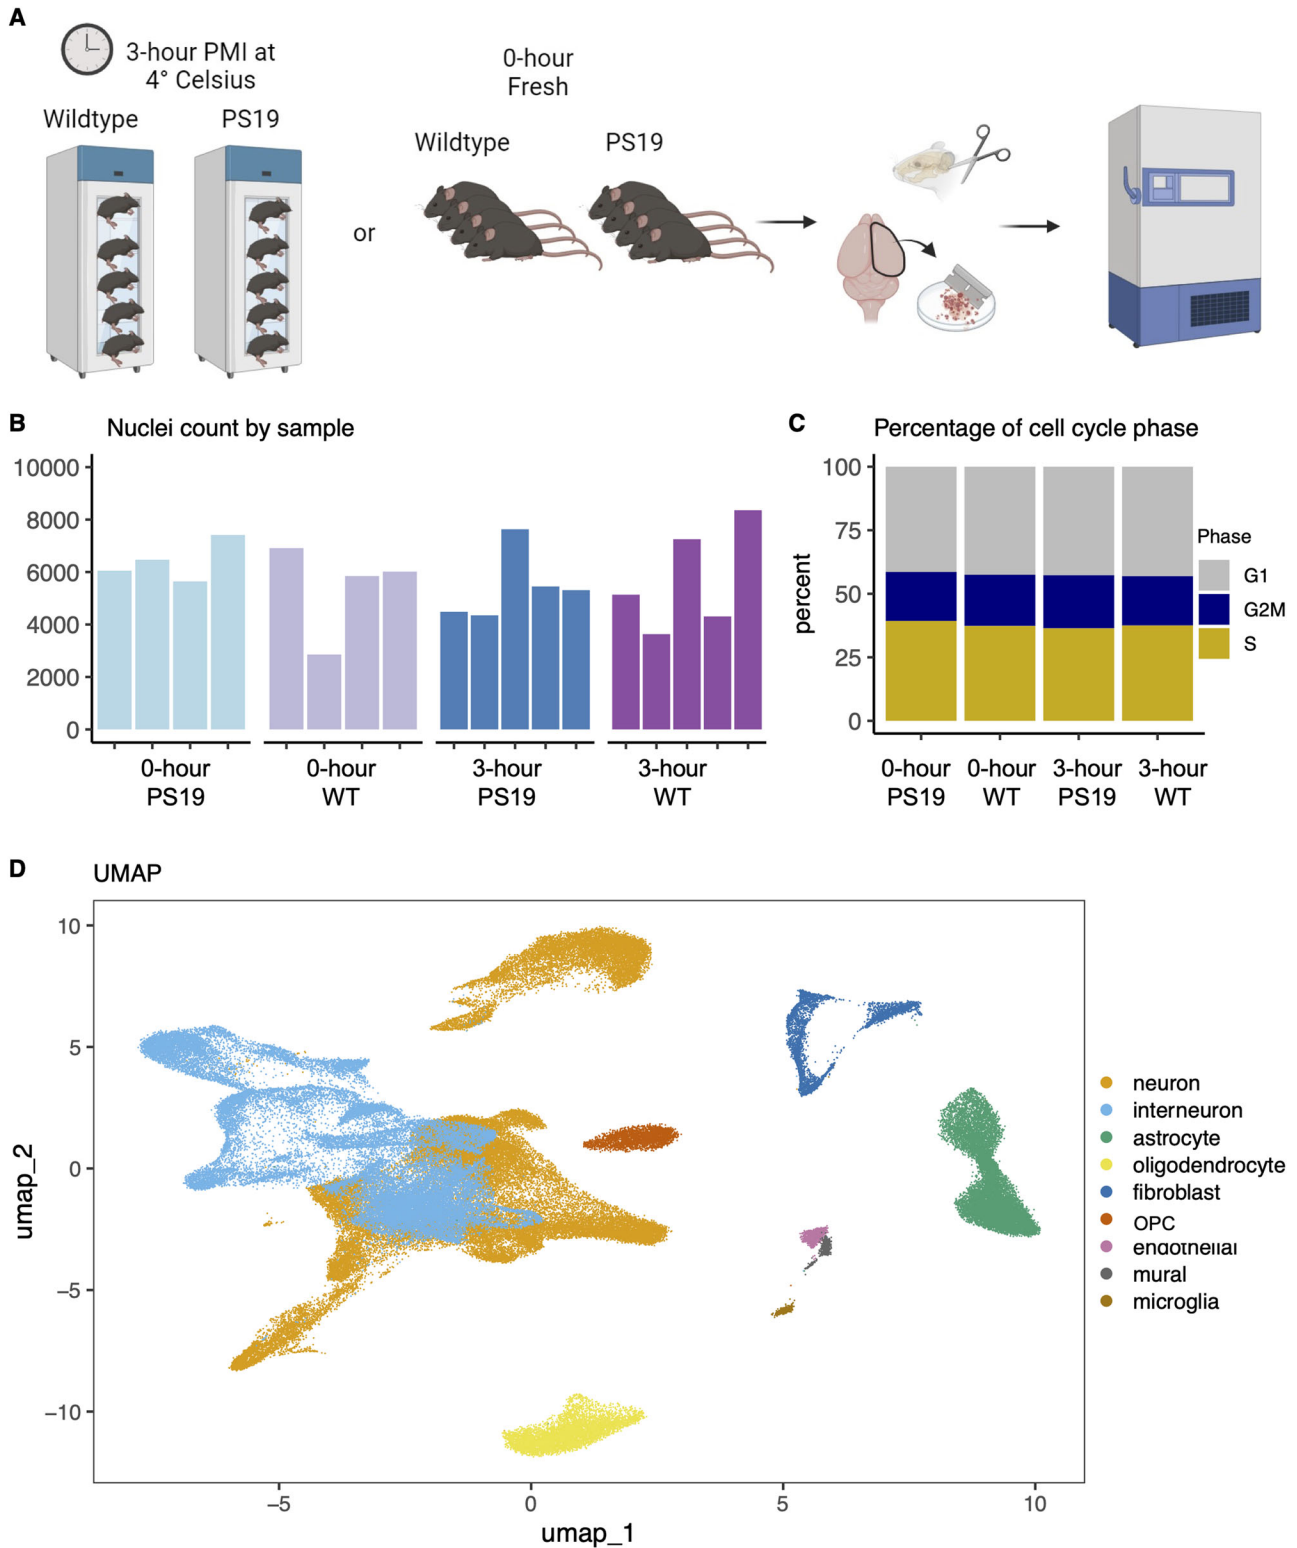 A
3-hour PMI at
4° Celsius
Wildtype
PS19
0-hour
Fresh
Wildtype
PS19
or
B
Nuclei count by sample
10000
8000
6000
4000
2000
0
0-hour
PS19
0-hour
WT
3-hour
PS19
3-hour
WT
C
Percentage of cell cycle phase
percent
100
75
50
25
0
0-hour
PS19
0-hour
WT
3-hour
PS19
3-hour
WT
Phase
G1
G2M
S
D
UMAP
umap_2
10
5
0
−5
−10
−5
0
5
10
umap_1
neuron
interneuron
astrocyte
oligodendrocyte
fibroblast
OPC
endothelial
mural
microglia